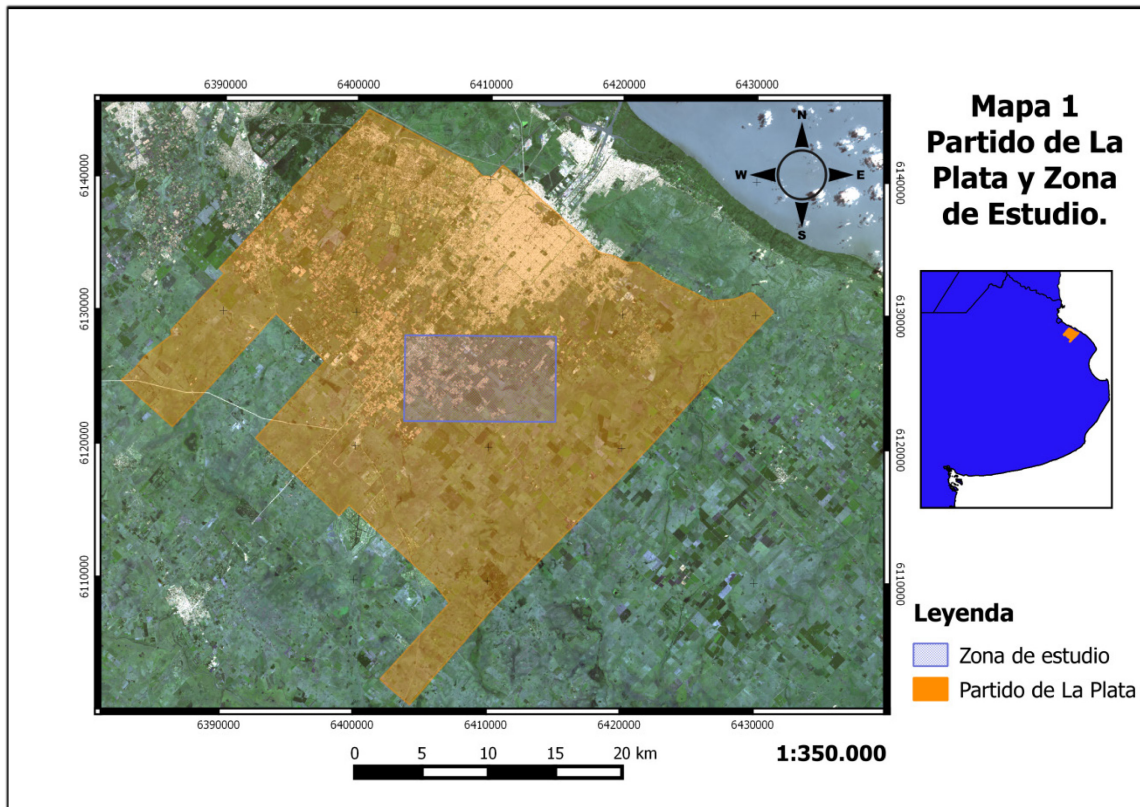 Mapa 1
Partido de La
Plata y Zona
de Estudio.
6390000 6400000 6410000 6420000 6430000
N
W E
S
6140000 6140000
6130000 6130000
6120000 6120000
6110000 6110000
6390000 6400000 6410000 6420000 6430000
0 5 10 15 20 km
1:350.000
Leyenda
Zona de estudio
Partido de La Plata